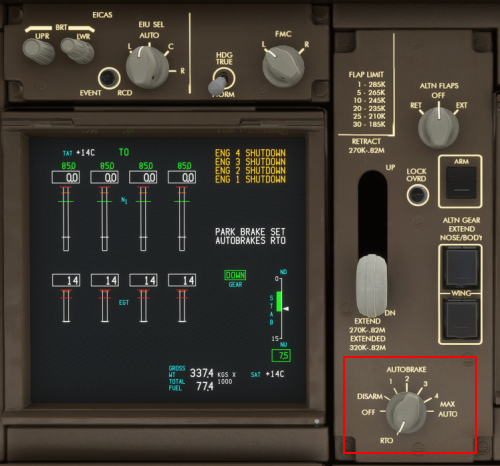 EICAS
BRT
UPR
LWR
EIU SEL
AUTO
L
C
R
EVENT
RCD
HDG
TRUE
NORM
FMC
L
R
TAT +14C
TO
85.0 85.0 85.0 85.0
0.0 0.0 0.0 0.0
N1
14 14 14 14
EGT
ENG 4 SHUTDOWN
ENG 3 SHUTDOWN
ENG 2 SHUTDOWN
ENG 1 SHUTDOWN
PARK BRAKE SET
AUTOBRAKES RTO
DOWN
GEAR
ND
0
STAB
15
NU
7.5
GROSS
WT 337.4 KGS X
TOTAL 1000
FUEL 77.4
SAT +14C
FLAP LIMIT
1 - 285K
5 - 265K
10 - 245K
20 - 235K
25 - 210K
30 - 185K
RETRACT
270K-.82M
UP
DN
EXTEND
270K-.82M
EXTENDED
320K-.82M
ALTN FLAPS
OFF
RET
EXT
LOCK
OVRD
ARM
ALTN GEAR
EXTEND
NOSE/BODY
WING
AUTOBRAKE
RTO
OFF
DISARM
1
2
3
4
MAX
AUTO